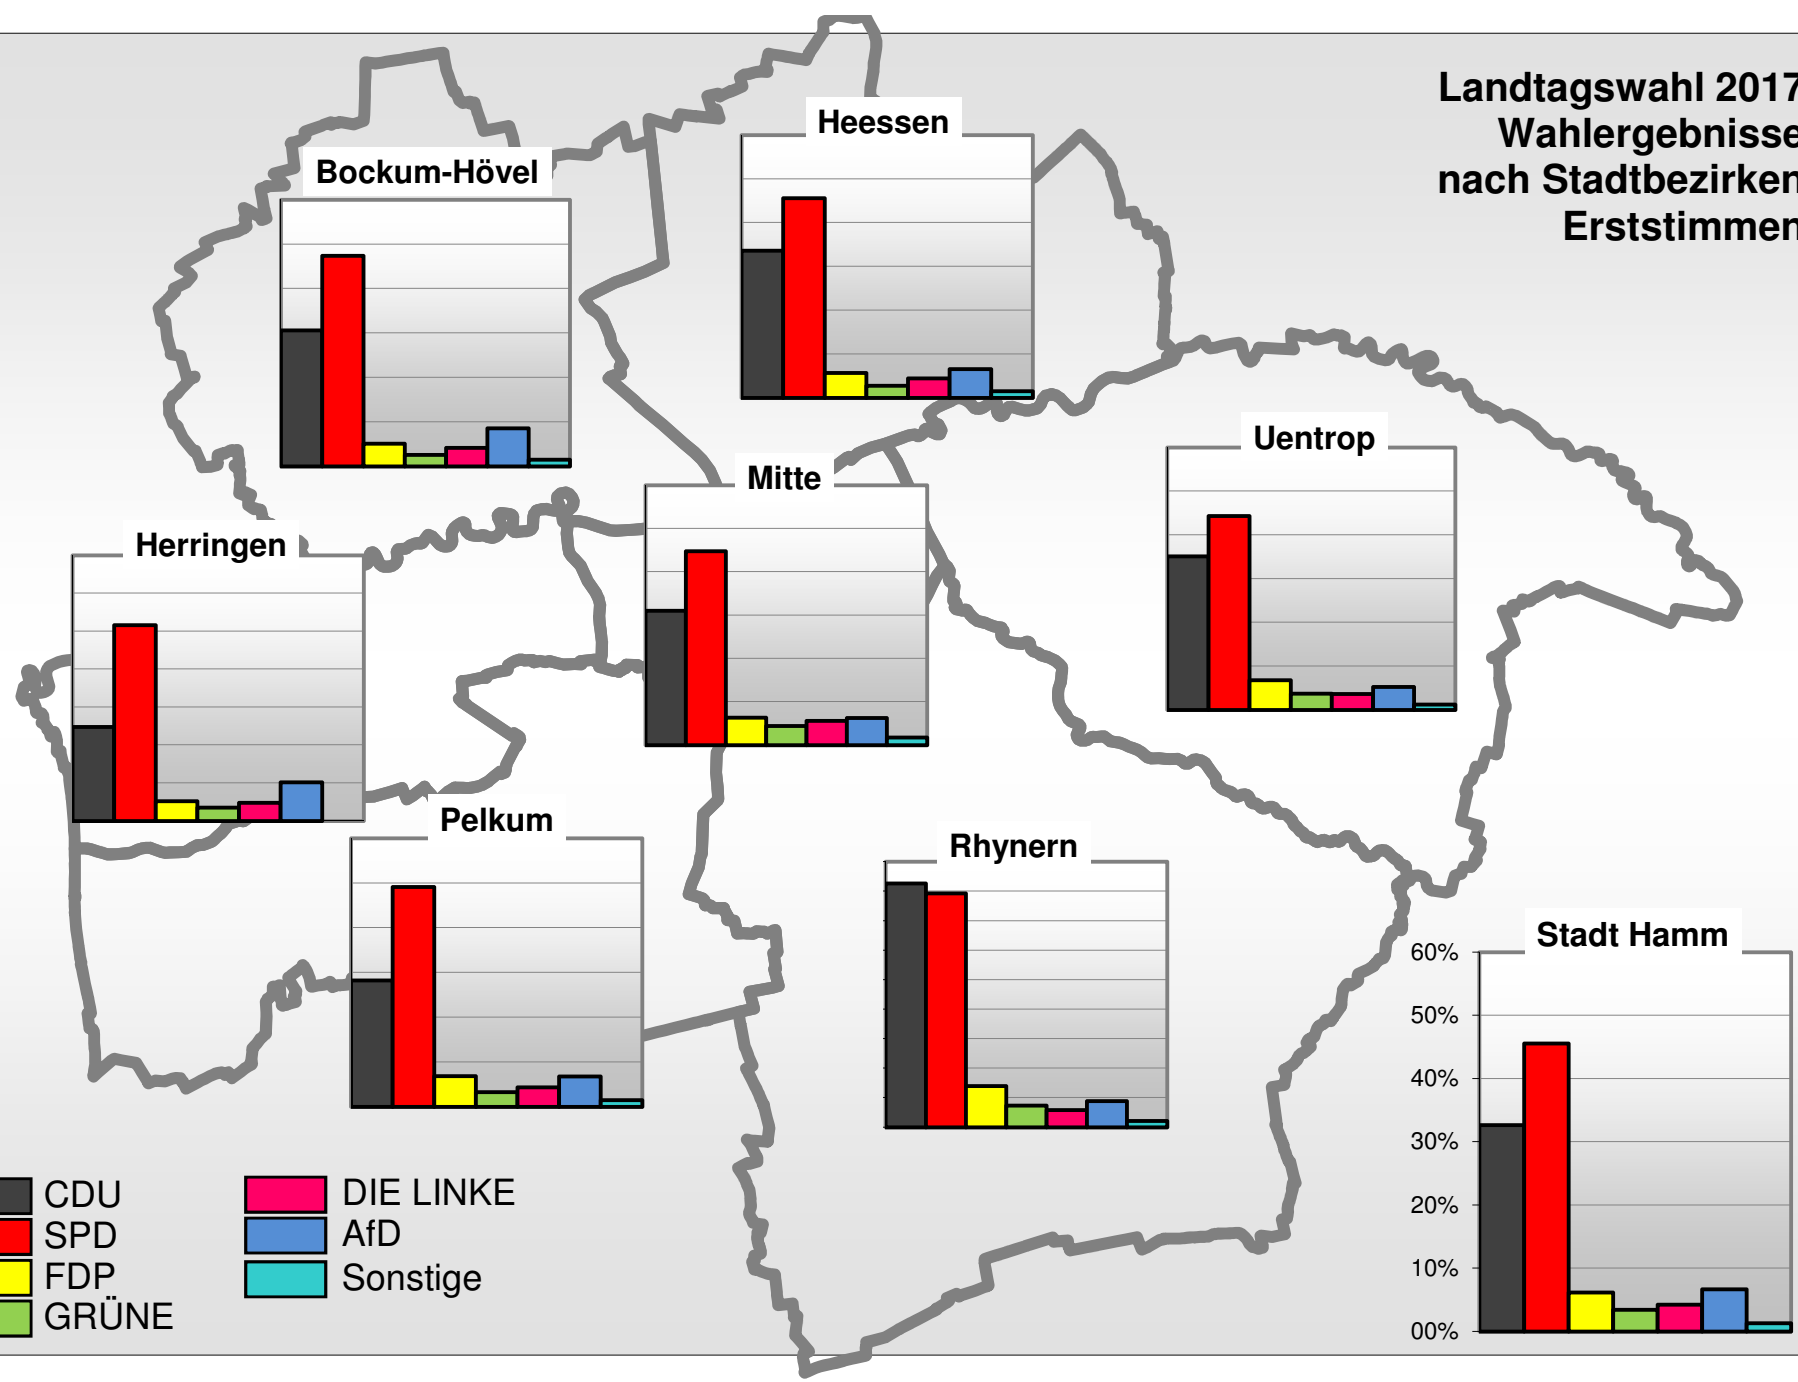 Landtagswahl 2017
Wahlergebnisse
nach Stadtbezirken
Erststimmen
Heessen
Bockum-Hövel
Uentrop
Mitte
Herringen
Pelkum
Rhynern
Stadt Hamm
60%
50%
40%
30%
20%
10%
00%
CDU
SPD
FDP
GRÜNE
DIE LINKE
AfD
Sonstige